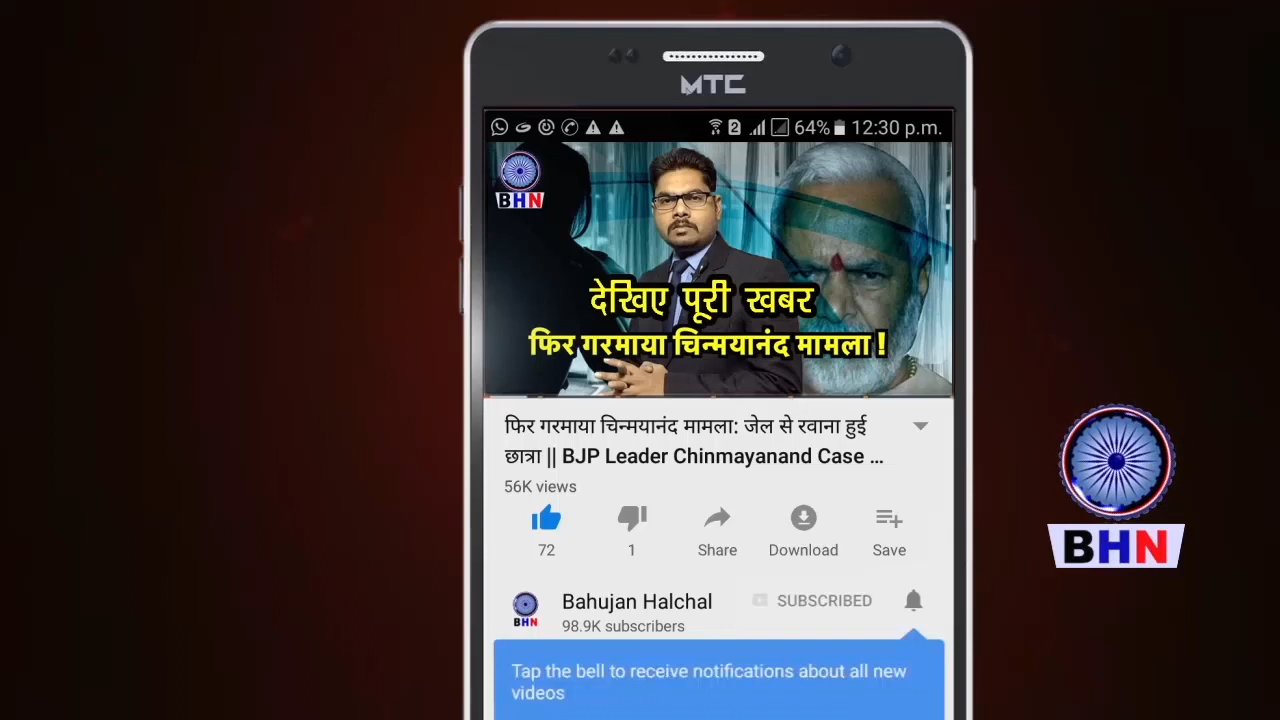 MTC
2 64% 12:30 p.m.
BHN
देखिए पूरी खबर
फिर गरमाया चिन्मयानंद मामला !
फिर गरमाया चिन्मयानंद मामला: जेल से रवाना हुई
छात्रा || BJP Leader Chinmayanand Case ...
56K views
72 1 Share Download Save
Bahujan Halchal SUBSCRIBED
98.9K subscribers
BHN
Tap the bell to receive notifications about all new
videos
BHN